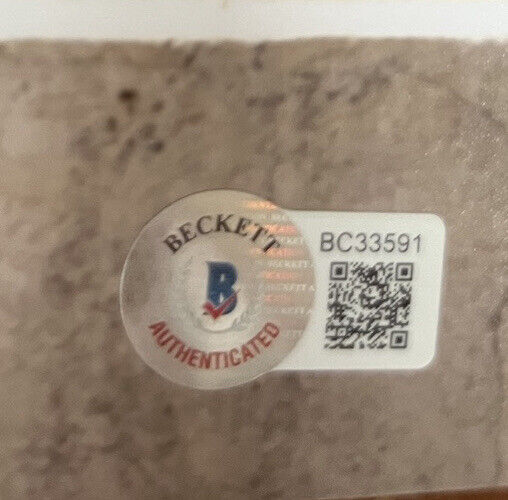 BECKETT
B
AUTHENTICATED
BC33591